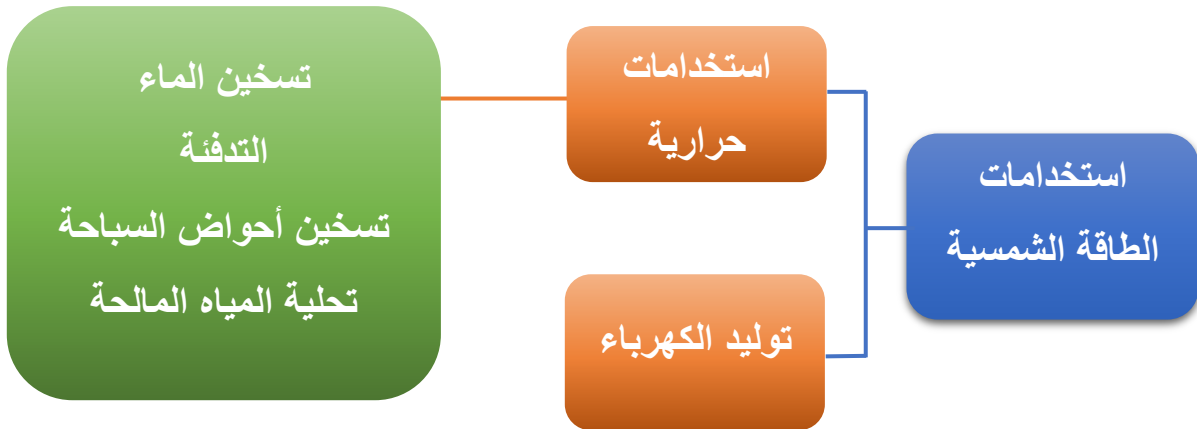 استخدامات
الطاقة الشمسية
استخدامات
حرارية
تسخين الماء
التدفئة
تسخين أحواض السباحة
تحلية المياه المالحة
توليد الكهرباء